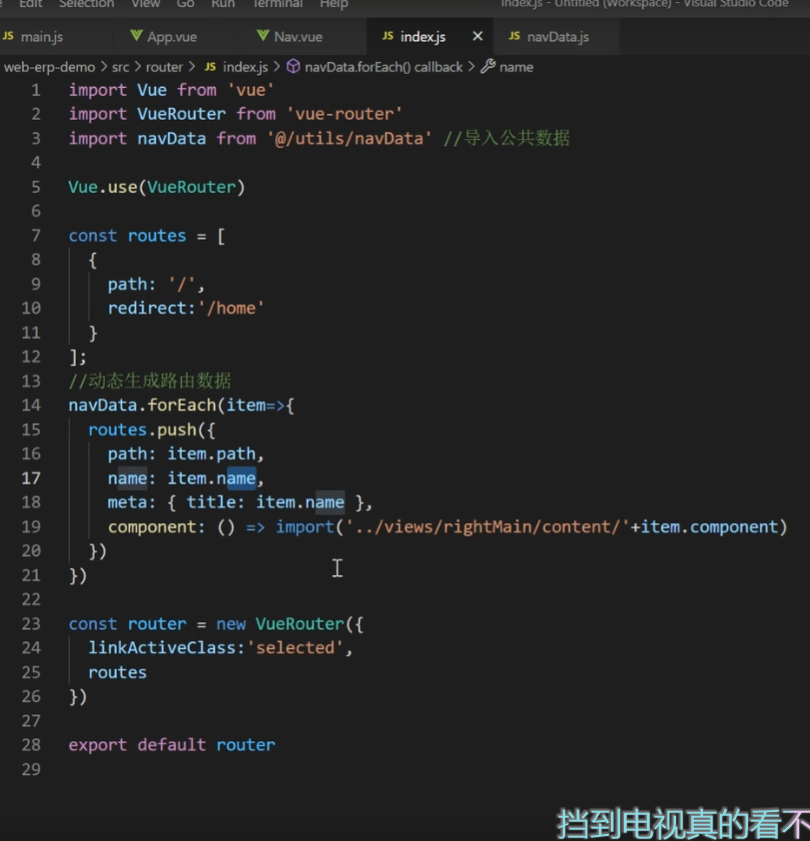 Edit Selection View Go Run Terminal Help index.js - Untitled (Workspace) - Visual Studio Code
JS main.js App.vue Nav.vue JS index.js × JS navData.js
web-erp-demo > src > router > JS index.js > navData.forEach() callback > name
1 import Vue from 'vue'
2 import VueRouter from 'vue-router'
3 import navData from '@/utils/navData' //导入公共数据
4
5 Vue.use(VueRouter)
6
7 const routes = [
8 {
9 path: '/',
10 redirect:'/home'
11 }
12 ];
13 //动态生成路由数据
14 navData.forEach(item=>{
15 routes.push({
16 path: item.path,
17 name: item.name,
18 meta: { title: item.name },
19 component: () => import('../views/rightMain/content/'+item.component)
20 })
21 })
22
23 const router = new VueRouter({
24 linkActiveClass:'selected',
25 routes
26 })
27
28 export default router
29
挡到电视真的看不